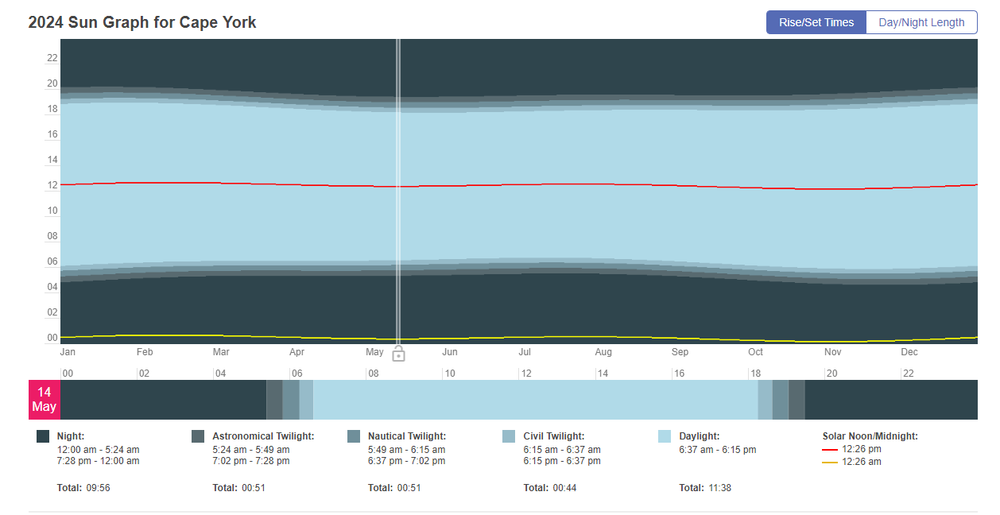 2024 Sun Graph for Cape York
Rise/Set Times
Day/Night Length
22
20
18
16
14
12
10
08
06
04
02
00
Jan Feb Mar Apr May Jun Jul Aug Sep Oct Nov Dec
00 02 04 06 08 10 12 14 16 18 20 22
14
May
Night:
12:00 am - 5:24 am
7:28 pm - 12:00 am
Total: 09:56
Astronomical Twilight:
5:24 am - 5:49 am
7:02 pm - 7:28 pm
Total: 00:51
Nautical Twilight:
5:49 am - 6:15 am
6:37 pm - 7:02 pm
Total: 00:51
Civil Twilight:
6:15 am - 6:37 am
6:15 pm - 6:37 pm
Total: 00:44
Daylight:
6:37 am - 6:15 pm
Total: 11:38
Solar Noon/Midnight:
12:26 pm
12:26 am